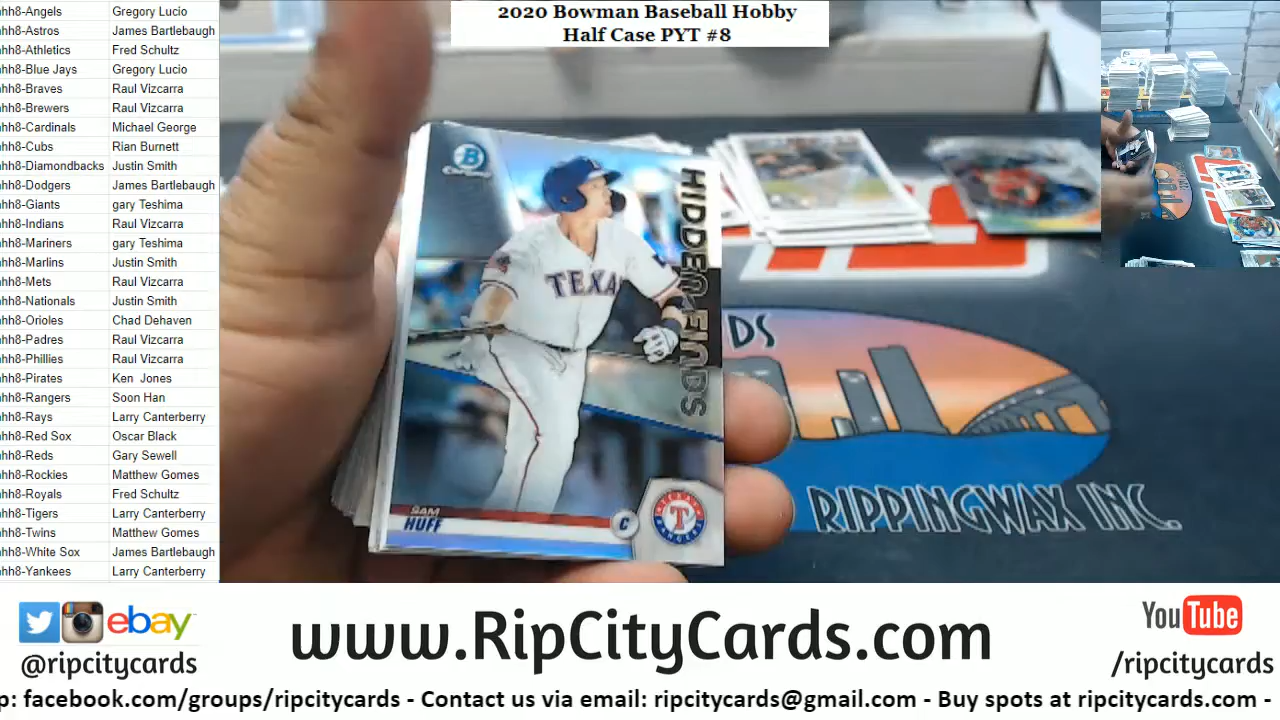 hh8-Angels Gregory Lucio
hh8-Astros James Bartlebaugh
hh8-Athletics Fred Schultz
hh8-Blue Jays Gregory Lucio
hh8-Braves Raul Vizcarra
hh8-Brewers Raul Vizcarra
hh8-Cardinals Michael George
hh8-Cubs Rian Burnett
hh8-Diamondbacks Justin Smith
hh8-Dodgers James Bartlebaugh
hh8-Giants gary Teshima
hh8-Indians Raul Vizcarra
hh8-Mariners gary Teshima
hh8-Marlins Justin Smith
hh8-Mets Raul Vizcarra
hh8-Nationals Justin Smith
hh8-Orioles Chad Dehaven
hh8-Padres Raul Vizcarra
hh8-Phillies Raul Vizcarra
hh8-Pirates Ken Jones
hh8-Rangers Soon Han
hh8-Rays Larry Canterberry
hh8-Red Sox Oscar Black
hh8-Reds Gary Sewell
hh8-Rockies Matthew Gomes
hh8-Royals Fred Schultz
hh8-Tigers Larry Canterberry
hh8-Twins Matthew Gomes
hh8-White Sox James Bartlebaugh
hh8-Yankees Larry Canterberry
2020 Bowman Baseball Hobby
Half Case PYT #8
B
Chrome
HIDDEN FINDS
TEXA
SAM
HUFF
C
TEXAS
T
RANGERS
DS
RIPPINGWAX INC.
ebay
@ripcitycards
www.RipCityCards.com
YouTube
/ripcitycards
p: facebook.com/groups/ripcitycards - Contact us via email: ripcitycards@gmail.com - Buy spots at ripcitycards.com -